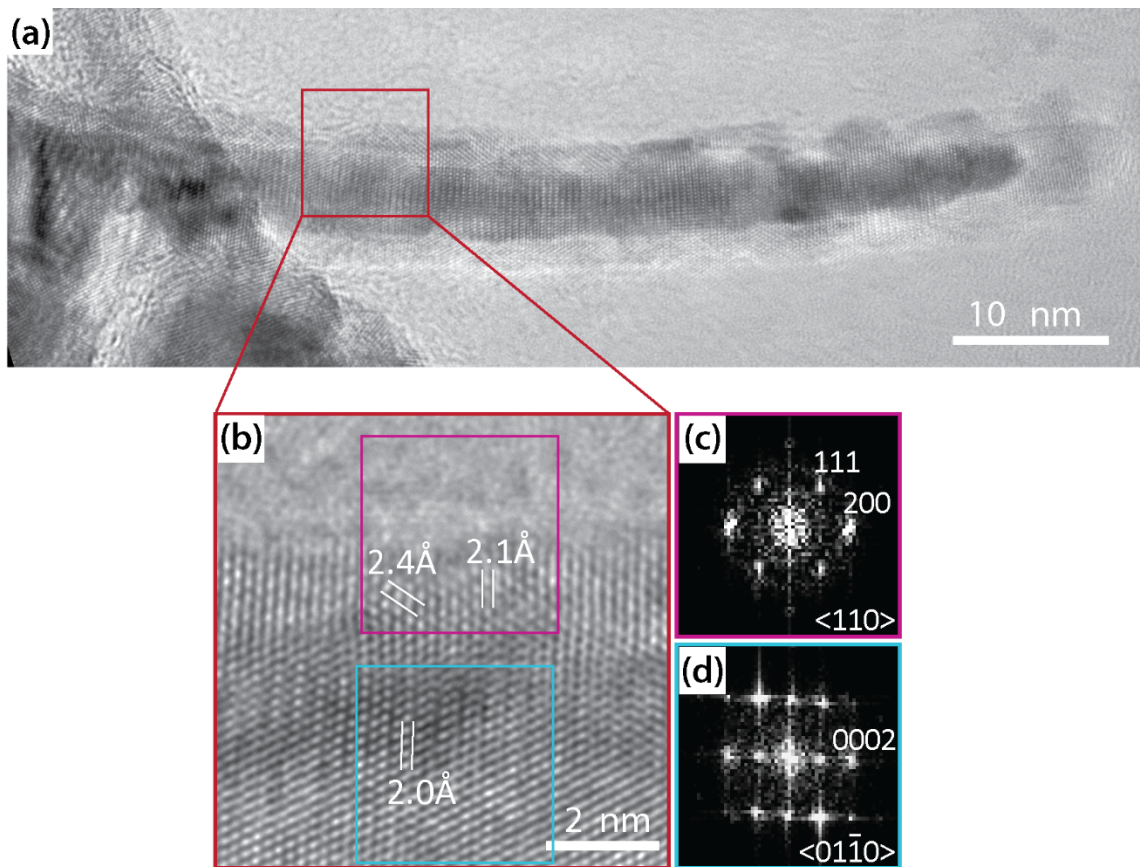 (a)
10 nm
(b)
2.4Å
2.1Å
2.0Å
2 nm
(c)
111
200
<110>
(d)
0002
<011̄0>